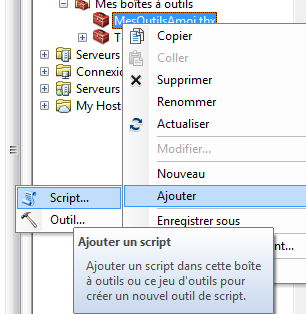 Mes boîtes à outils
MesOutilsAmoi.tbx
T
Copier
Coller
Serveurs
Connexio
Supprimer
Serveurs
Renommer
My Hoste
Actualiser
Modifier...
Nouveau
Script...
Ajouter
Outil...
Enregistrer sous
Ajouter un script
nt...
Ajouter un script dans cette boîte
à outils ou ce jeu d'outils pour
créer un nouvel outil de script.